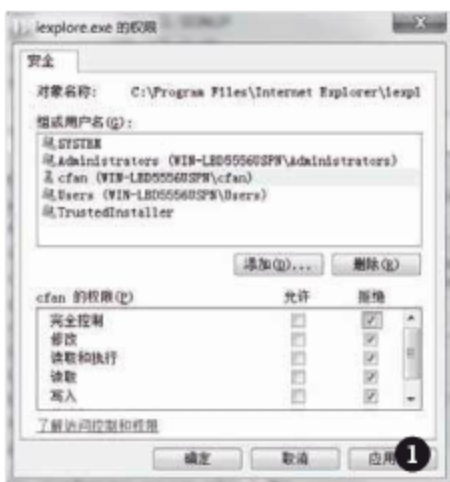 iexplore.exe 的权限
安全
对象名称: C:\Program Files\Internet Explorer\iexpl
组或用户名(G):
SYSTEM
Administrators (WIN-LBD5556USPN\Administrators)
cfan (WIN-LBD5556USPN\cfan)
Users (WIN-LBD5556USPN\Users)
TrustedInstaller
添加(D)... 删除(R)
cfan 的权限(P) 允许 拒绝
完全控制
修改
读取和执行
读取
写入
了解访问控制和权限
确定 取消 应用
1